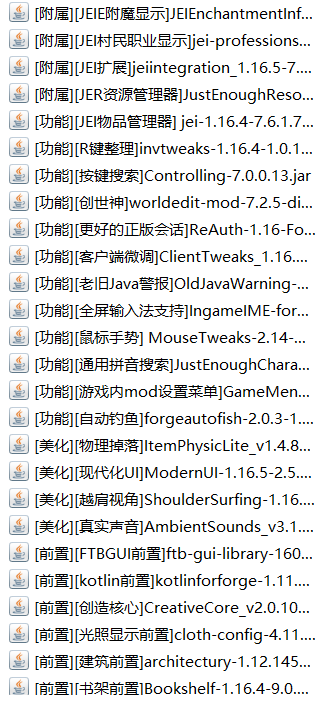 [附属][JEIE附魔显示]JEIEnchantmentInf...
[附属][JEI村民职业显示]jei-professions...
[附属][JEI扩展]jeiintegration_1.16.5-7....
[附属][JER资源管理器]JustEnoughReso...
[功能][JEI物品管理器] jei-1.16.4-7.6.1.7...
[功能][R键整理]invtweaks-1.16.4-1.0.1...
[功能][按键搜索]Controlling-7.0.0.13.jar
[功能][创世神]worldedit-mod-7.2.5-di...
[功能][更好的正版会话]ReAuth-1.16-Fo...
[功能][客户端微调]ClientTweaks_1.16....
[功能][老旧Java警报]OldJavaWarning-...
[功能][全屏输入法支持]IngameIME-for...
[功能][鼠标手势] MouseTweaks-2.14-...
[功能][通用拼音搜索]JustEnoughChara...
[功能][游戏内mod设置菜单]GameMen...
[功能][自动钓鱼]forgeautofish-2.0.3-1....
[美化][物理掉落]ItemPhysicLite_v1.4.8...
[美化][现代化UI]ModernUI-1.16.5-2.5....
[美化][越肩视角]ShoulderSurfing-1.16....
[美化][真实声音]AmbientSounds_v3.1....
[前置][FTBGUI前置]ftb-gui-library-160...
[前置][kotlin前置]kotlinforforge-1.11....
[前置][创造核心]CreativeCore_v2.0.10...
[前置][光照显示前置]cloth-config-4.11....
[前置][建筑前置]architectury-1.12.145...
[前置][书架前置]Bookshelf-1.16.4-9.0....